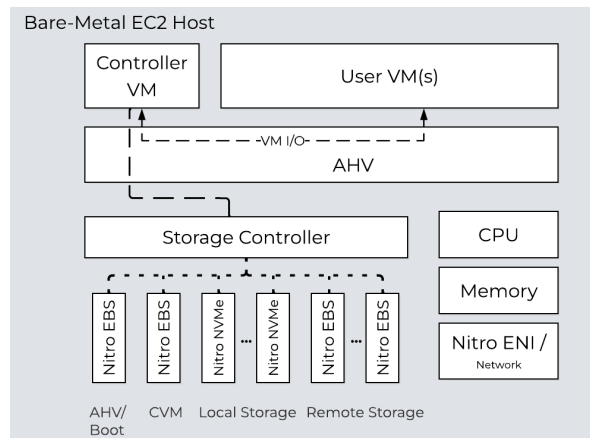 Bare-Metal EC2 Host
Controller
VM
User VM(s)
VM I/O
AHV
Storage Controller
CPU
Memory
Nitro ENI /
Network
Nitro EBS
Nitro EBS
Nitro NVMe
...
Nitro NVMe
Nitro EBS
...
Nitro EBS
AHV/
Boot
CVM
Local Storage
Remote Storage